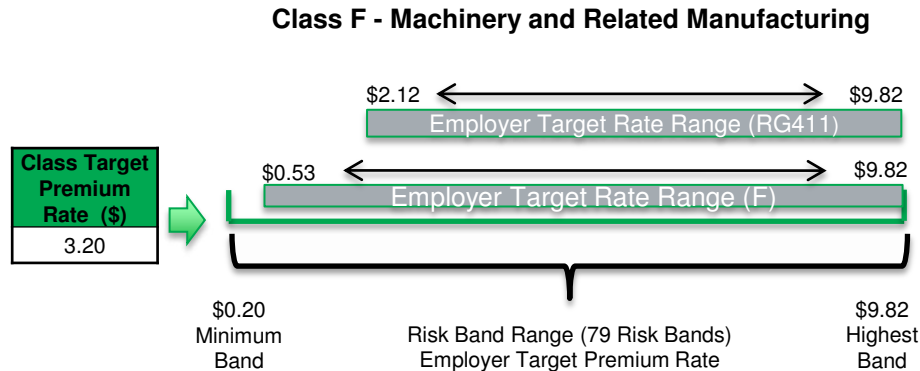 Class F - Machinery and Related Manufacturing
$2.12
$9.82
Employer Target Rate Range (RG411)
Class Target
Premium
Rate ($)
3.20
$0.53
$9.82
Employer Target Rate Range (F)
$0.20
Minimum
Band
Risk Band Range (79 Risk Bands)
Employer Target Premium Rate
$9.82
Highest
Band